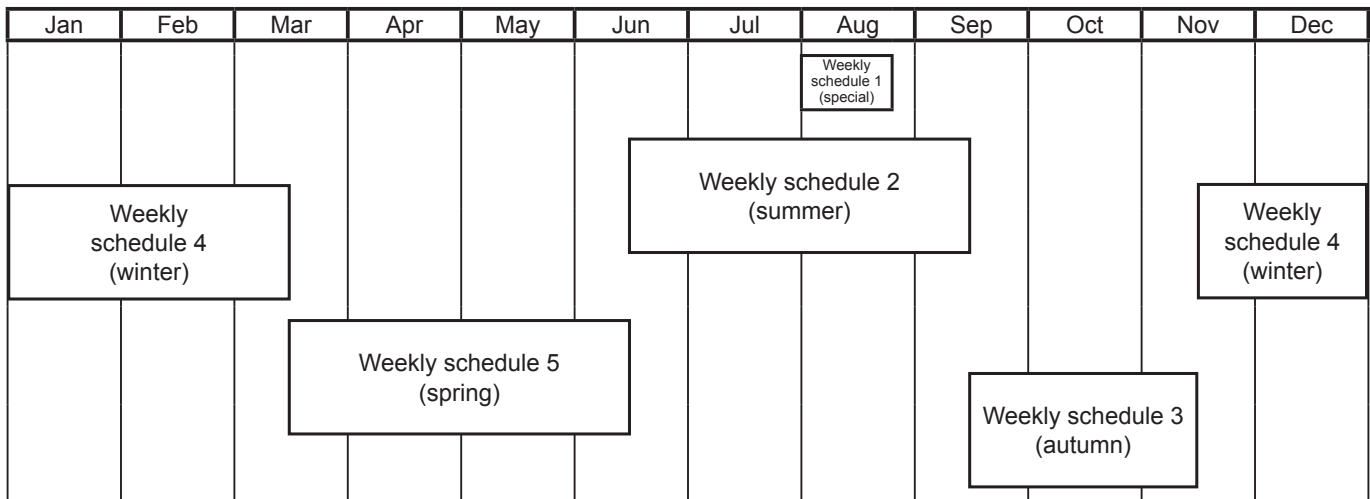 Jan Feb Mar Apr May Jun Jul Aug Sep Oct Nov Dec
Weekly
schedule 1
(special)
Weekly schedule 2
(summer)
Weekly
schedule 4
(winter)
Weekly
schedule 4
(winter)
Weekly schedule 5
(spring)
Weekly schedule 3
(autumn)